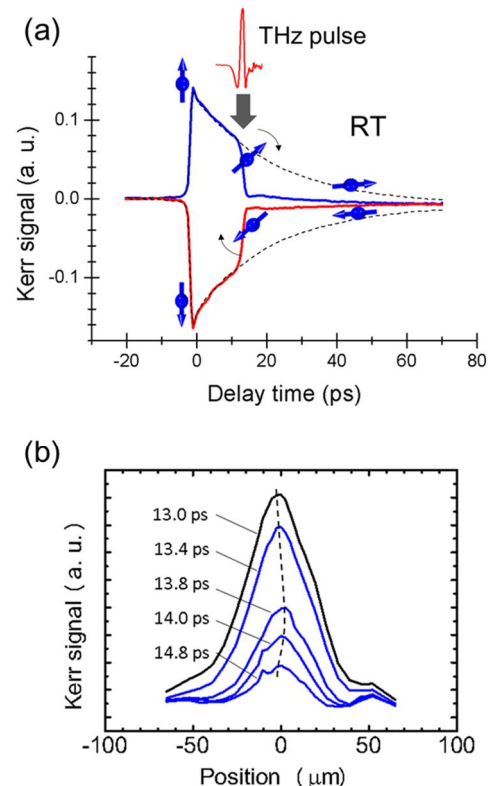 (a)
THz pulse
RT
0.1
0.0
-0.1
Kerr signal (a. u.)
-20 0 20 40 60 80
Delay time (ps)
(b)
13.0 ps
13.4 ps
13.8 ps
14.0 ps
14.8 ps
Kerr signal (a. u.)
-100 -50 0 50 100
Position (μm)